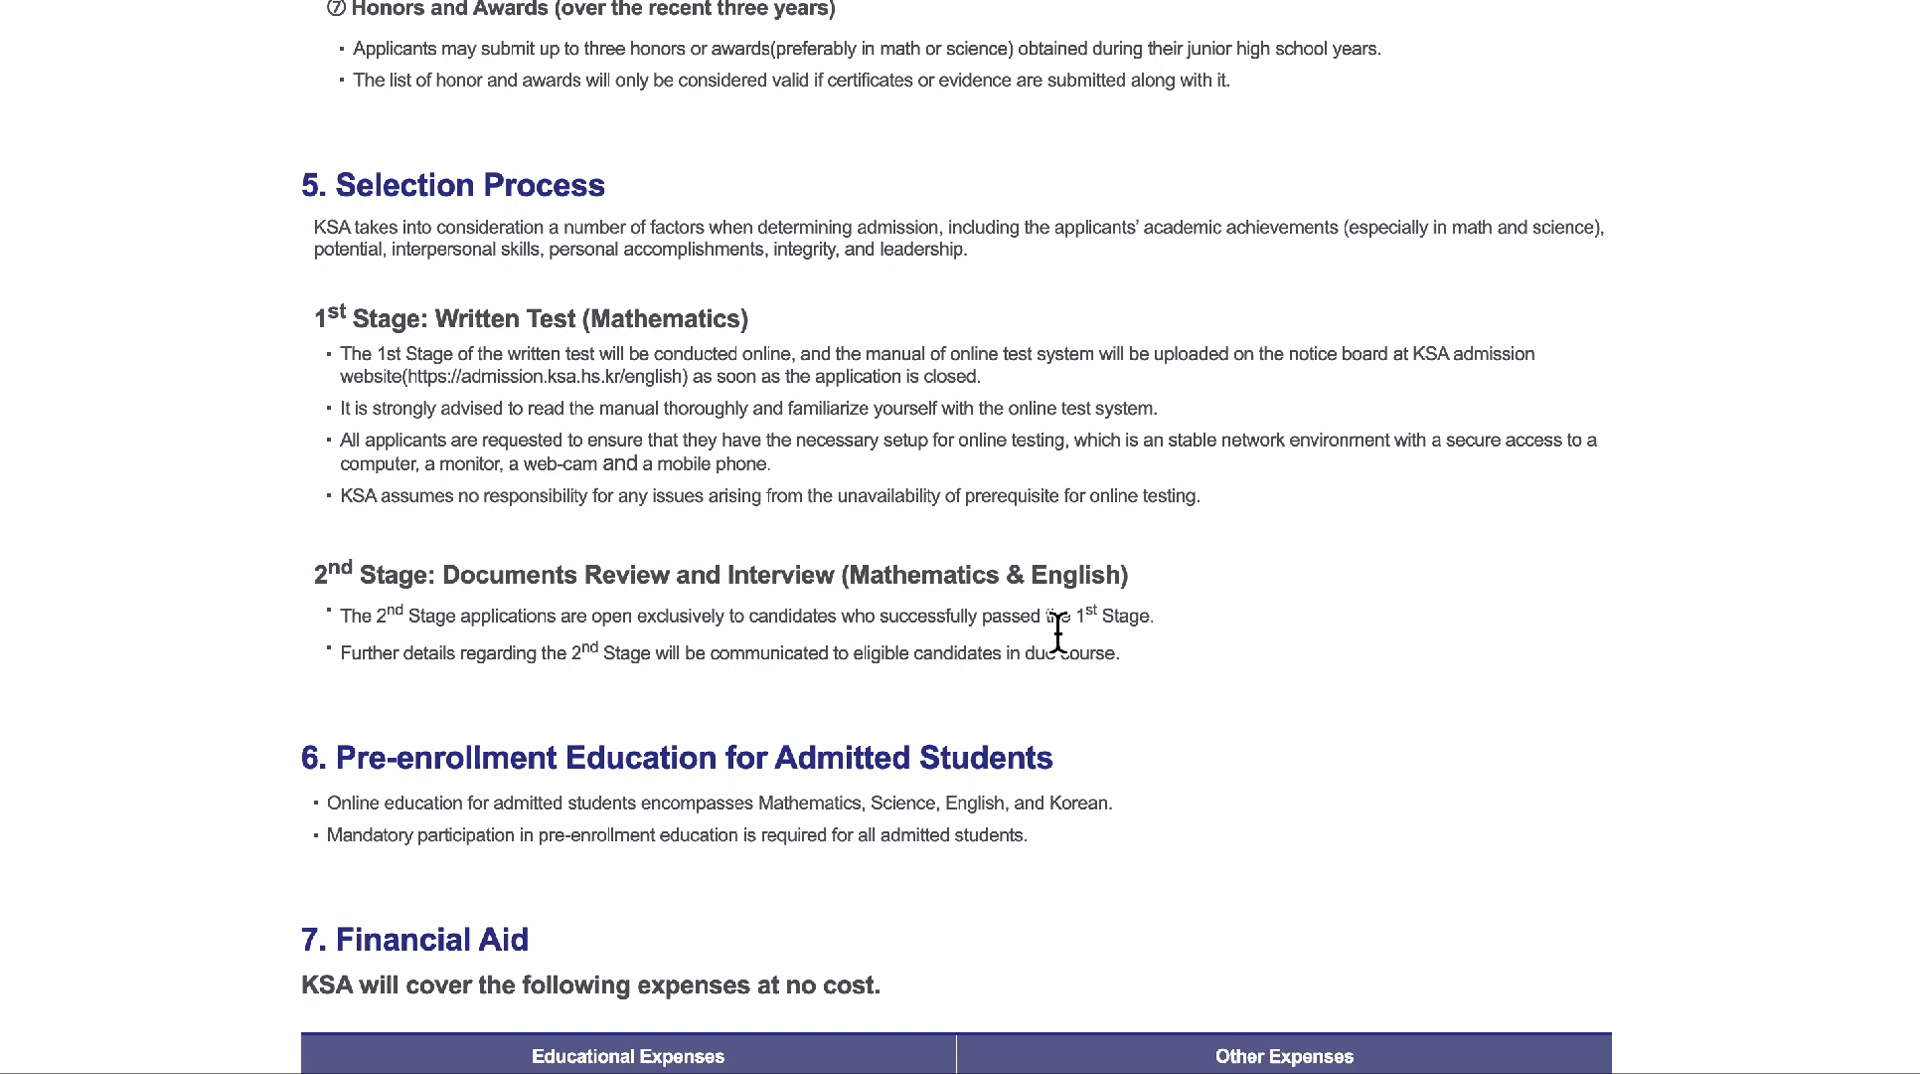 ⑦ Honors and Awards (over the recent three years)
▪ Applicants may submit up to three honors or awards(preferably in math or science) obtained during their junior high school years.
▪ The list of honor and awards will only be considered valid if certificates or evidence are submitted along with it.
5. Selection Process
KSA takes into consideration a number of factors when determining admission, including the applicants’ academic achievements (especially in math and science),
potential, interpersonal skills, personal accomplishments, integrity, and leadership.
1st Stage: Written Test (Mathematics)
▪ The 1st Stage of the written test will be conducted online, and the manual of online test system will be uploaded on the notice board at KSA admission
website(https://admission.ksa.hs.kr/english) as soon as the application is closed.
▪ It is strongly advised to read the manual thoroughly and familiarize yourself with the online test system.
▪ All applicants are requested to ensure that they have the necessary setup for online testing, which is an stable network environment with a secure access to a
computer, a monitor, a web-cam and a mobile phone.
▪ KSA assumes no responsibility for any issues arising from the unavailability of prerequisite for online testing.
2nd Stage: Documents Review and Interview (Mathematics & English)
▪ The 2nd Stage applications are open exclusively to candidates who successfully passed the 1st Stage.
▪ Further details regarding the 2nd Stage will be communicated to eligible candidates in due course.
6. Pre-enrollment Education for Admitted Students
▪ Online education for admitted students encompasses Mathematics, Science, English, and Korean.
▪ Mandatory participation in pre-enrollment education is required for all admitted students.
7. Financial Aid
KSA will cover the following expenses at no cost.
Educational Expenses Other Expenses